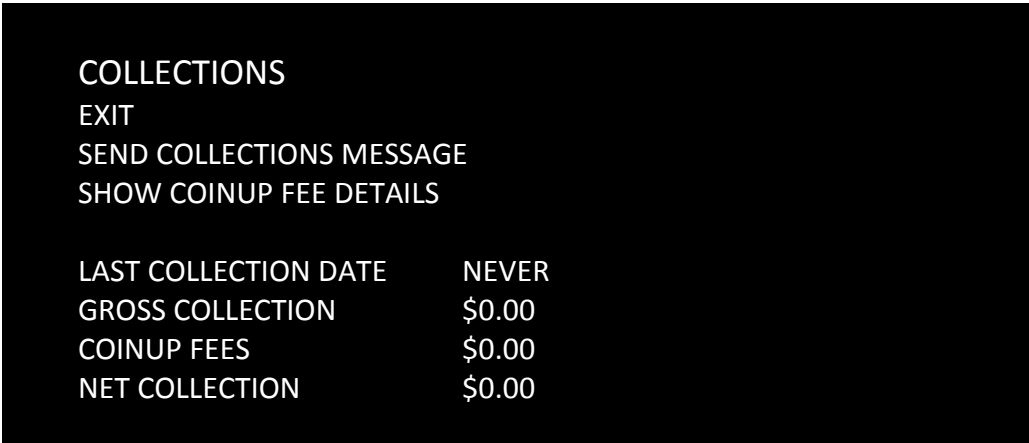 COLLECTIONS
EXIT
SEND COLLECTIONS MESSAGE
SHOW COINUP FEE DETAILS
LAST COLLECTION DATE NEVER
GROSS COLLECTION $0.00
COINUP FEES $0.00
NET COLLECTION $0.00